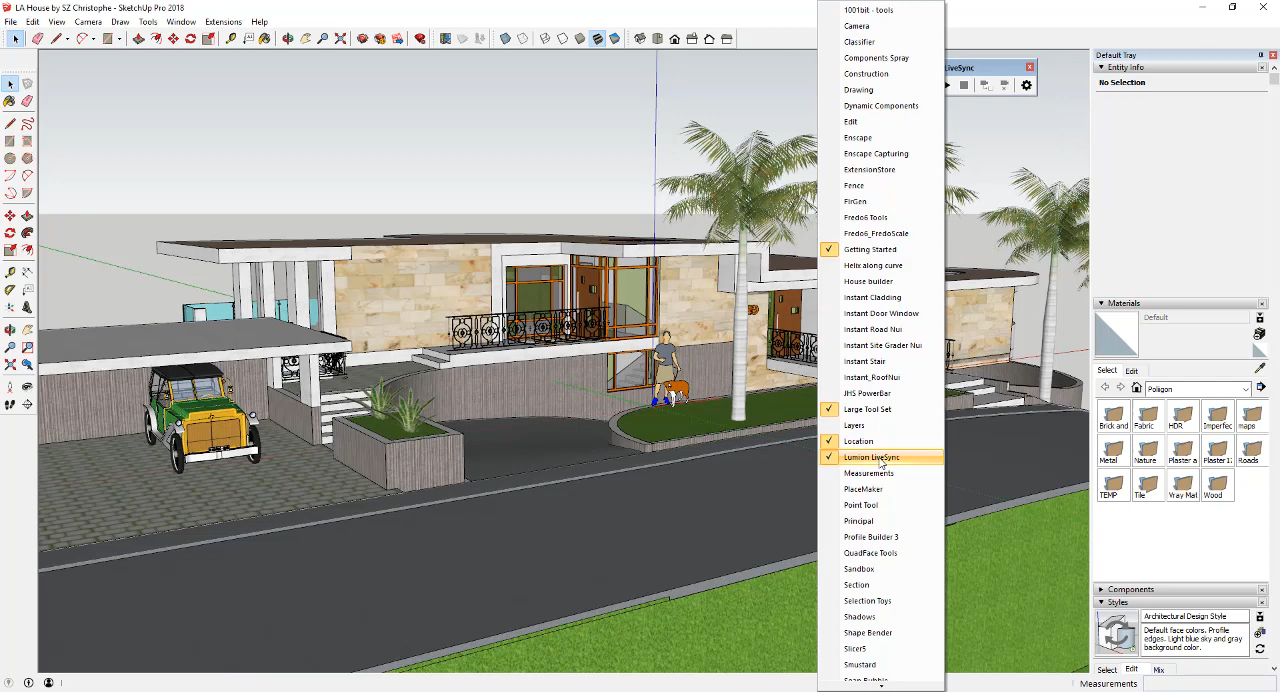 LA House by SZ Christophe - SketchUp Pro 2018
File Edit View Camera Draw Tools Window Extensions Help
1001bit - tools
Camera
Classifier
Components Spray
Construction
Drawing
Dynamic Components
Edit
Enscape
Enscape Capturing
ExtensionStore
Fence
FlrGen
Fredo6 Tools
Fredo6_FredoScale
Getting Started
Helix along curve
House builder
Instant Cladding
Instant Door Window
Instant Road Nui
Instant Site Grader Nui
Instant Stair
Instant_RoofNui
JHS PowerBar
Large Tool Set
Layers
Location
Lumion LiveSync
Measurements
PlaceMaker
Point Tool
Principal
Profile Builder 3
QuadFace Tools
Sandbox
Section
Selection Toys
Shadows
Shape Bender
Slicer5
Smustard
Soap Bubble
LiveSync
Default Tray
Entity Info
No Selection
Materials
Default
Select Edit
Poliigon
Brick and Fabric HDR Imperfec maps
Metal Nature Plaster a Plaster 17 Roads
TEMP Tile Vray Mat Wood
Components
Styles
Architectural Design Style
Default face colors. Profile
edges. Light blue sky and gray
background color.
Select Edit Mix
Measurements